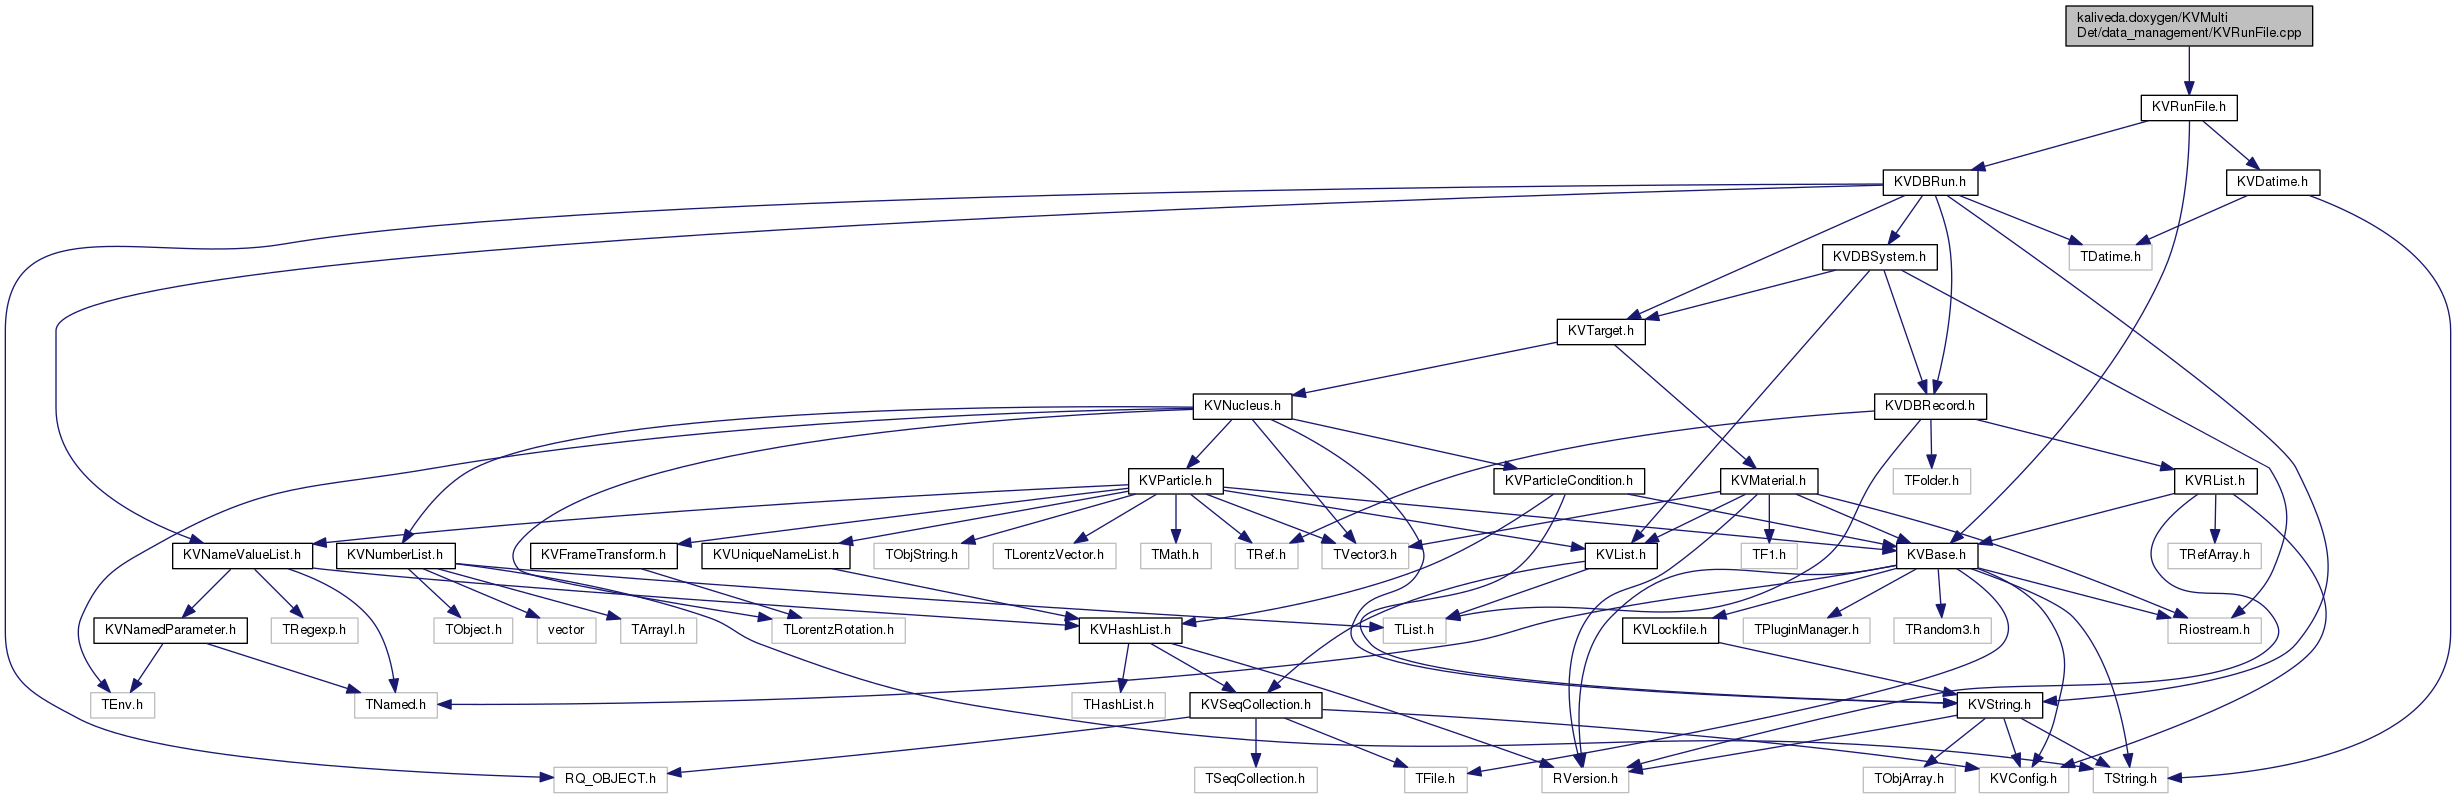 kaliveda.doxygen/KVMulti
Det/data_management/KVRunFile.cpp
KVRunFile.h
KVDBRun.h
KVDatime.h
KVDBSystem.h
TDatime.h
KVTarget.h
KVNucleus.h
KVDBRecord.h
KVParticle.h
KVParticleCondition.h
KVMaterial.h
TFolder.h
KVRList.h
KVNameValueList.h
KVNumberList.h
KVFrameTransform.h
KVUniqueNameList.h
TObjString.h
TLorentzVector.h
TMath.h
TRef.h
TVector3.h
KVList.h
TF1.h
KVBase.h
TRefArray.h
KVNamedParameter.h
TRegexp.h
TObject.h
vector
TArrayI.h
TLorentzRotation.h
KVHashList.h
TList.h
KVLockfile.h
TPluginManager.h
TRandom3.h
Riostream.h
TEnv.h
TNamed.h
THashList.h
KVSeqCollection.h
KVString.h
RQ_OBJECT.h
TSeqCollection.h
TFile.h
RVersion.h
TObjArray.h
KVConfig.h
TString.h